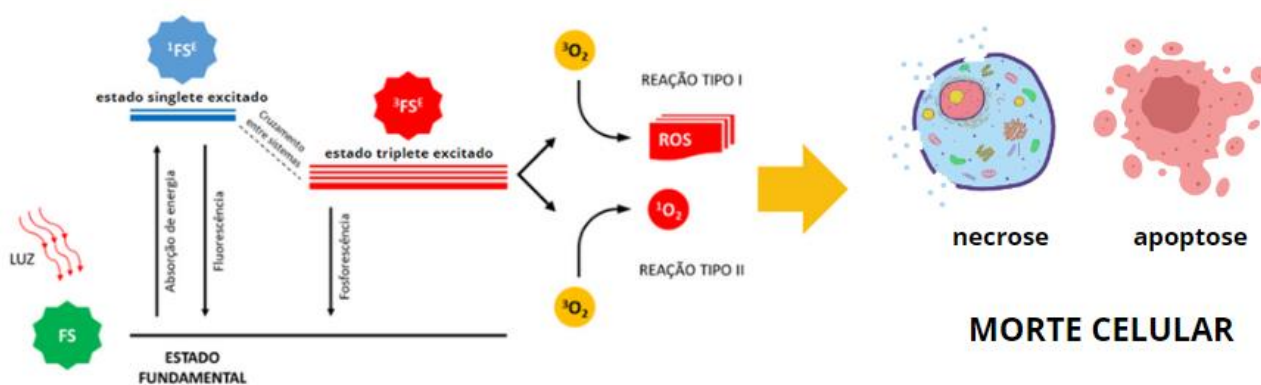 ¹FSᴱ
estado singlete excitado
Cruzamento
entre sistemas
³FSᴱ
estado triplete excitado
LUZ
FS
Absorção de energia
Fluorescência
Fosforescência
ESTADO
FUNDAMENTAL
³O₂
REAÇÃO TIPO I
ROS
¹O₂
REAÇÃO TIPO II
³O₂
necrose
apoptose
MORTE CELULAR